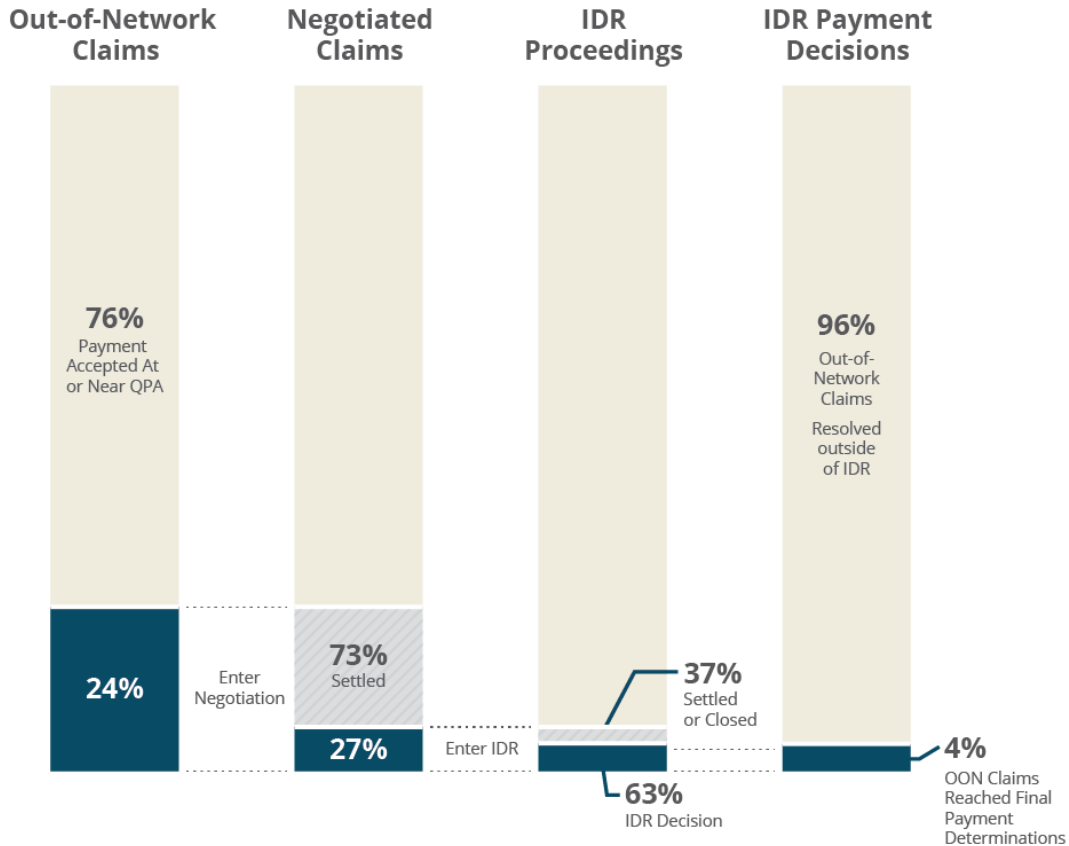 Out-of-Network
Claims
Negotiated
Claims
IDR
Proceedings
IDR Payment
Decisions
76%
Payment
Accepted At
or Near QPA
24%
Enter
Negotiation
73%
Settled
27%
Enter IDR
37%
Settled
or Closed
63%
IDR Decision
96%
Out-of-
Network
Claims
Resolved
outside
of IDR
4%
OON Claims
Reached Final
Payment
Determinations